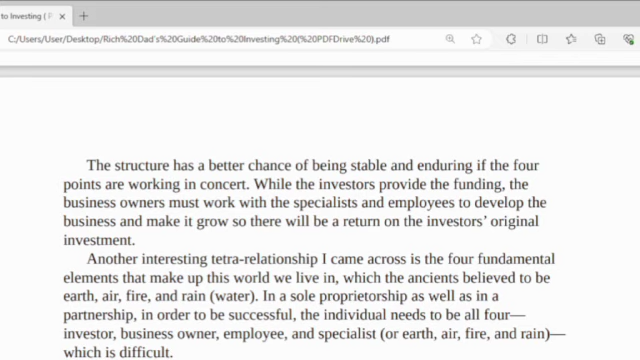 to Investing ( P
C:/Users/User/Desktop/Rich%20Dad's%20Guide%20to%20Investing%20(%20PDFDrive%20).pdf
The structure has a better chance of being stable and enduring if the four
points are working in concert. While the investors provide the funding, the
business owners must work with the specialists and employees to develop the
business and make it grow so there will be a return on the investors' original
investment.
Another interesting tetra-relationship I came across is the four fundamental
elements that make up this world we live in, which the ancients believed to be
earth, air, fire, and rain (water). In a sole proprietorship as well as in a
partnership, in order to be successful, the individual needs to be all four—
investor, business owner, employee, and specialist (or earth, air, fire, and rain)—
which is difficult.